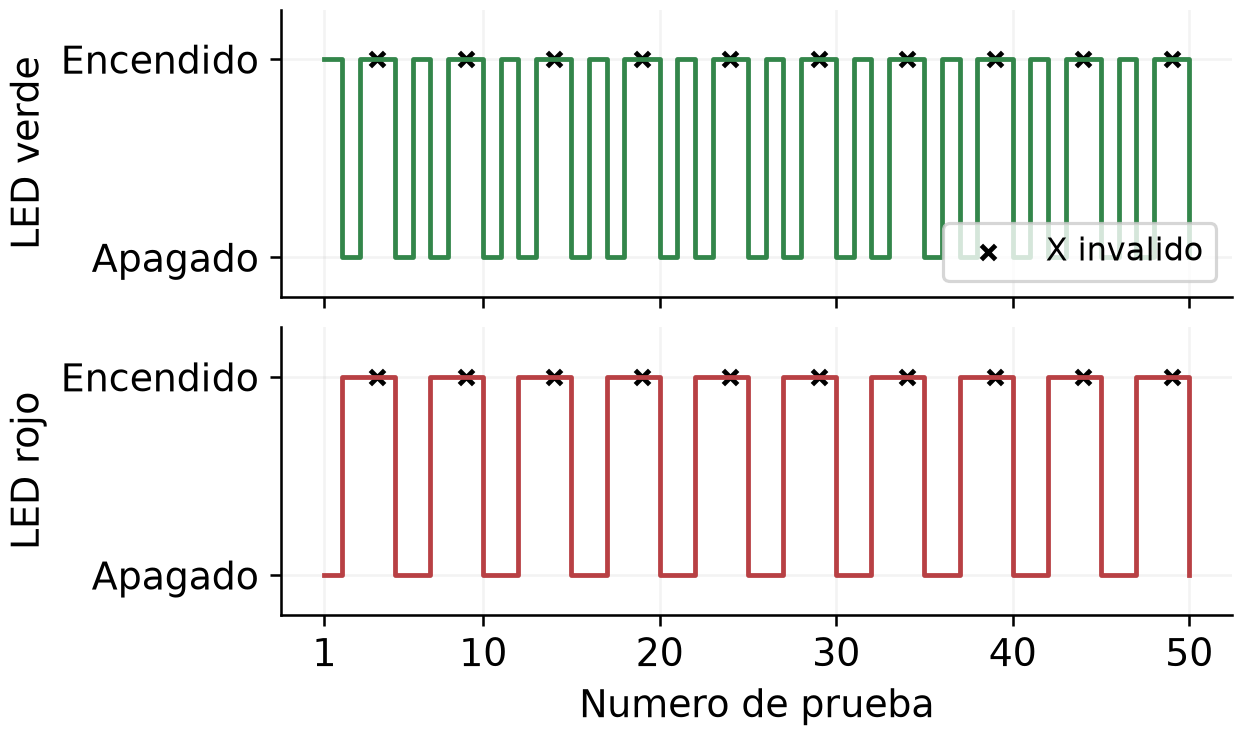 LED verde
Encendido
Apagado
X invalido
LED rojo
Encendido
Apagado
1 10 20 30 40 50
Numero de prueba